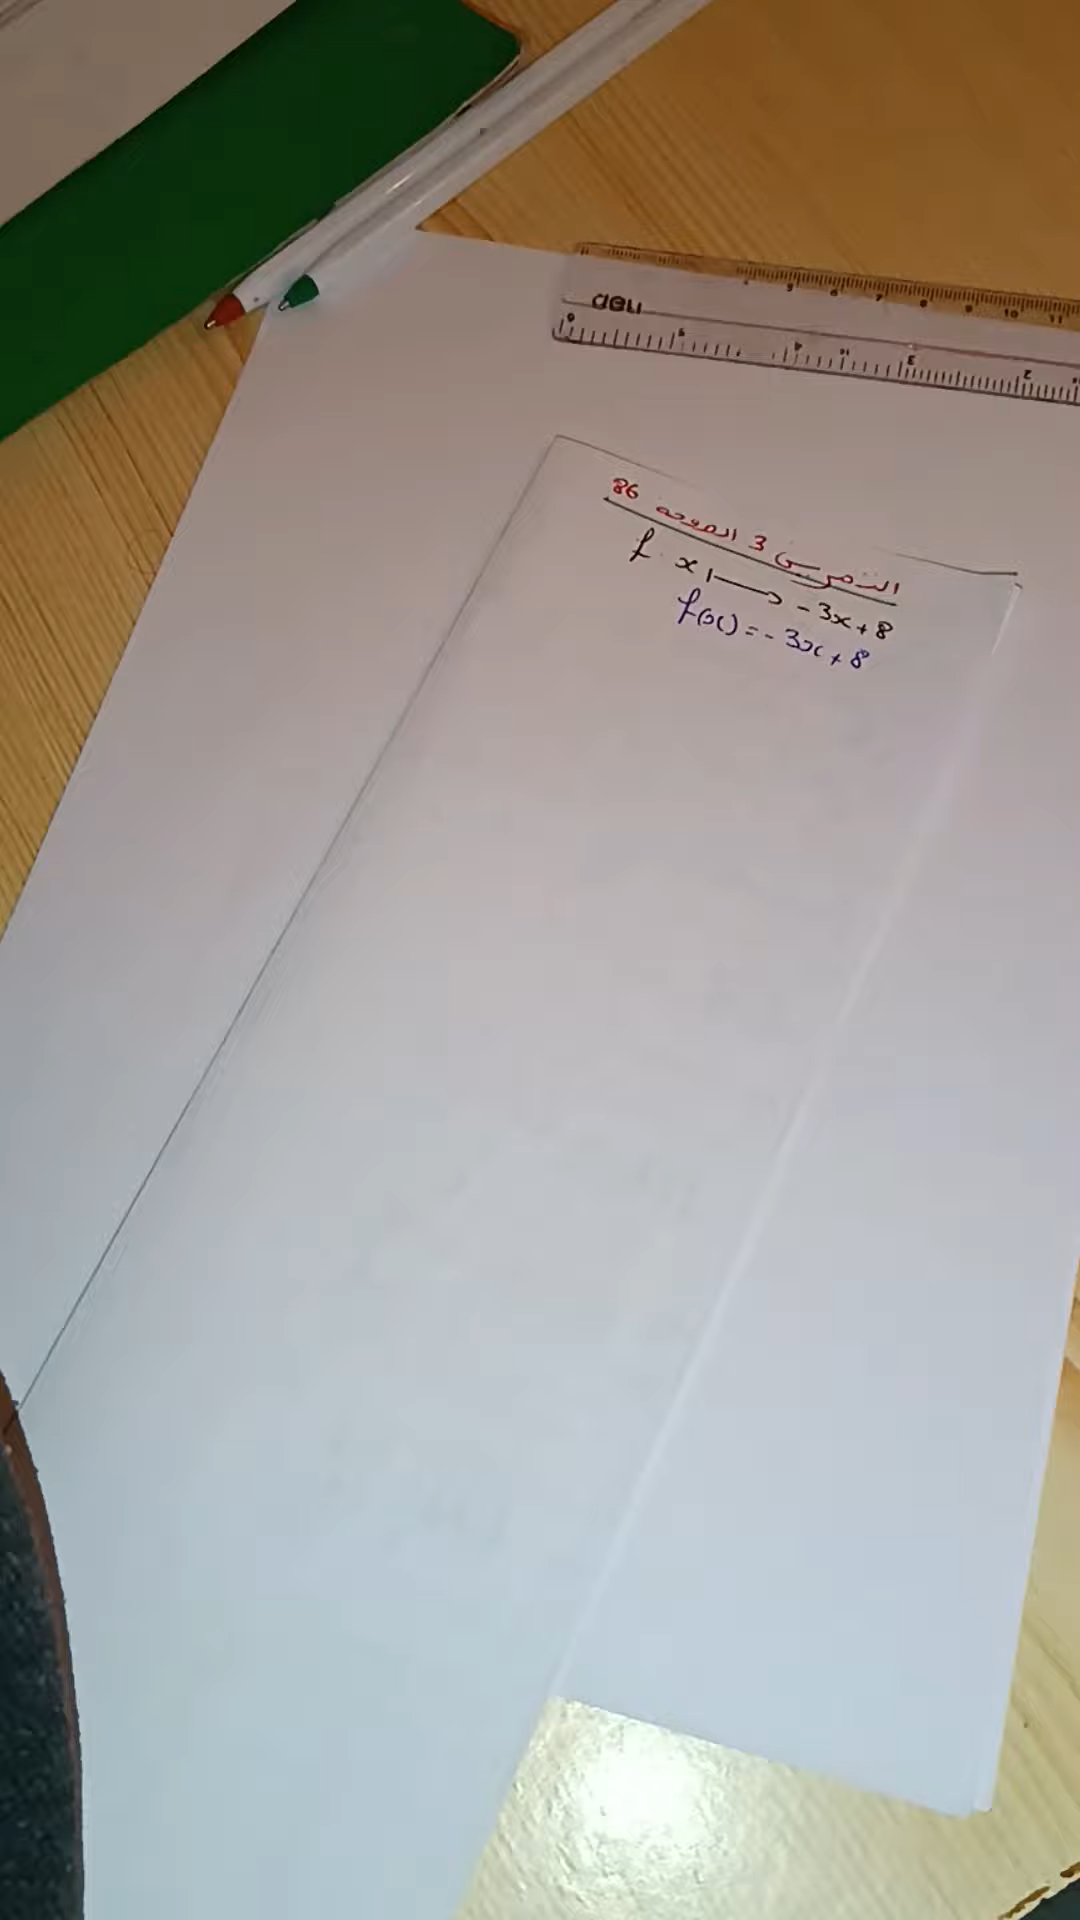 deli
التمرين 3 الصفحة 86
f: x ⟼ -3x+8
f(x) = -3x+8